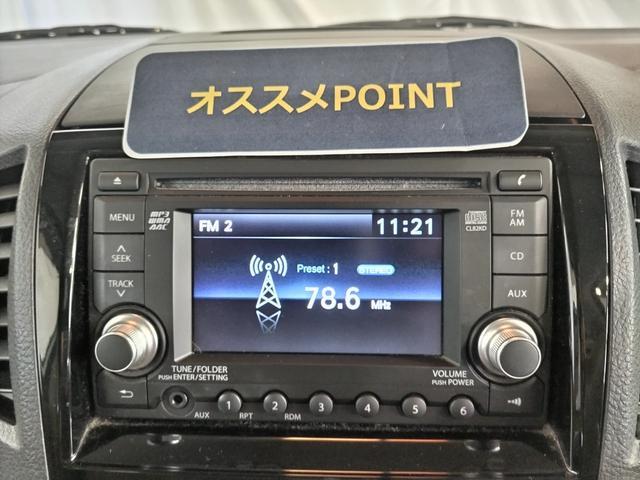 オススメPOINT
MENU
MP3
WMA
AAC
FM 2
11:21
CL82KD
FM
AM
SEEK
CD
Preset : 1
STEREO
TRACK
AUX
78.6 MHz
TUNE/FOLDER
PUSH ENTER/SETTING
VOLUME
PUSH POWER
AUX
1 RPT 2 RDM 3 4 5 6